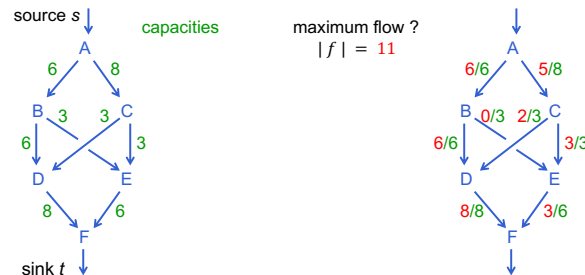 source s
capacities
maximum flow ?
|f| = 11
A
6
8
B
3
3
C
6
3
D
E
8
6
F
sink t
A
6/6
5/8
B
0/3
2/3
C
6/6
3/3
D
E
8/8
3/6
F